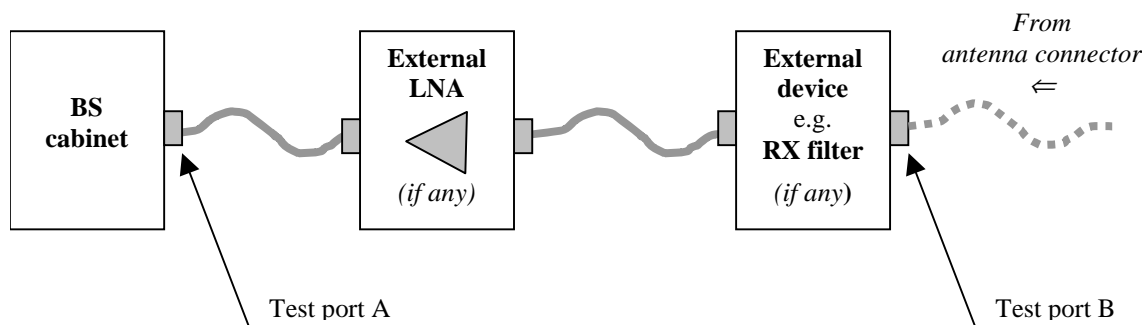 BS
cabinet
External
LNA
(if any)
External
device
e.g.
RX filter
(if any)
From
antenna connector
⇐
Test port A
Test port B